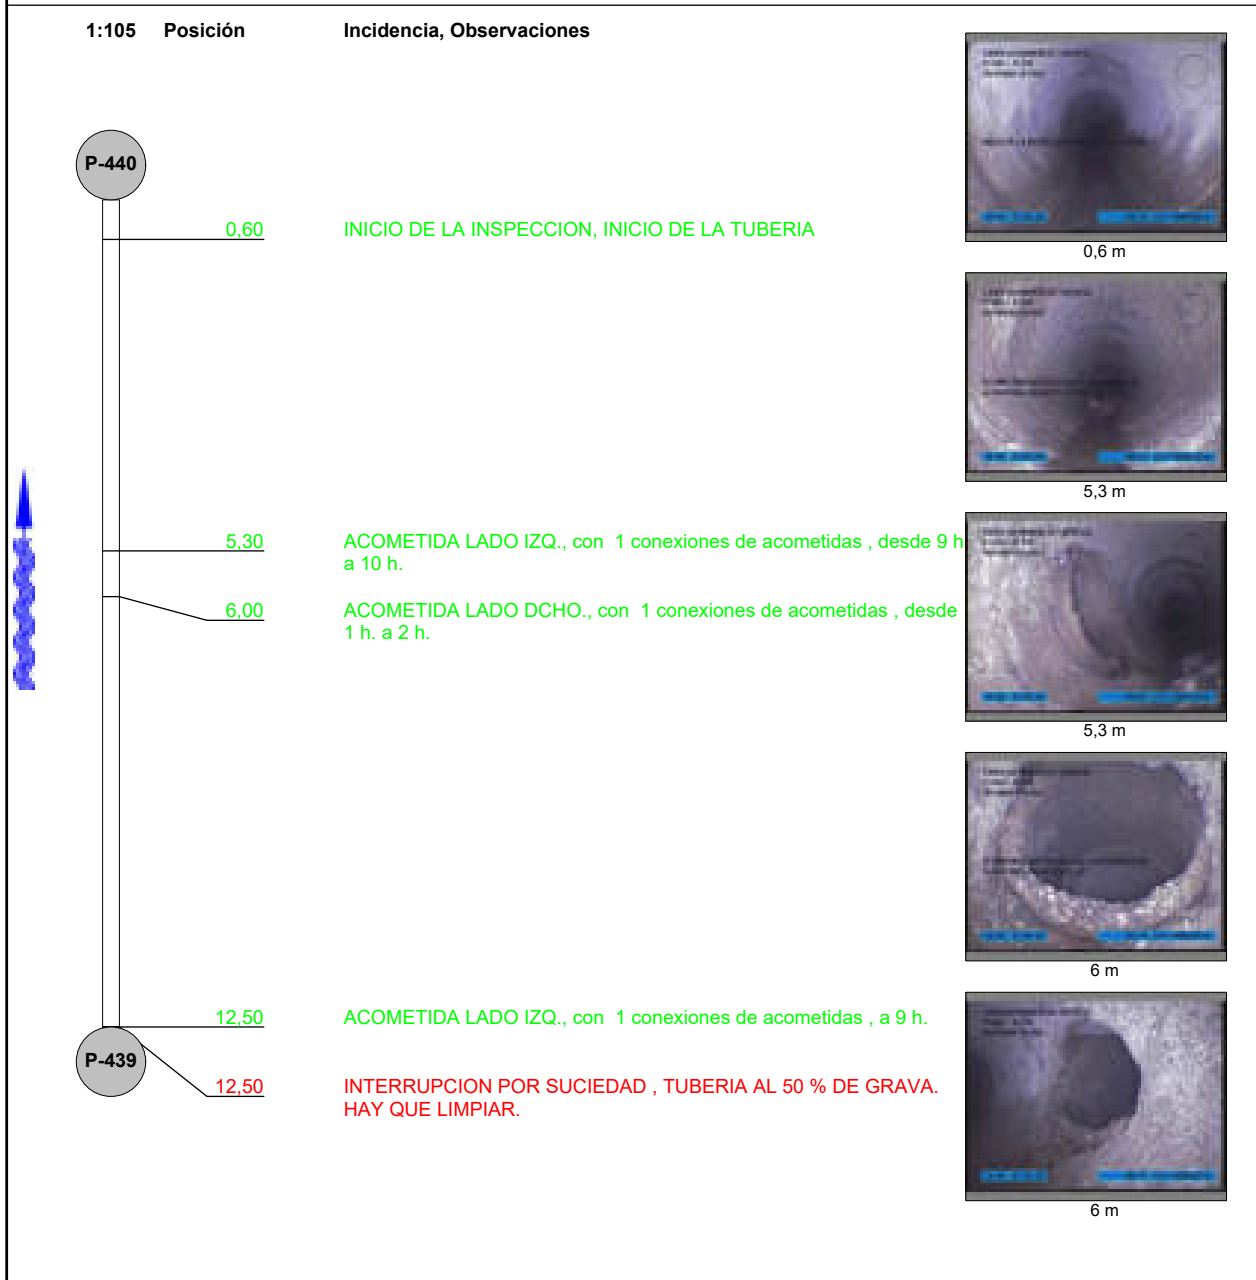 1:105 Posición Incidencia, Observaciones
P-440
0,60 INICIO DE LA INSPECCION, INICIO DE LA TUBERIA
0,6 m
5,3 m
5,30 ACOMETIDA LADO IZQ., con 1 conexiones de acometidas , desde 9 h
a 10 h.
6,00 ACOMETIDA LADO DCHO., con 1 conexiones de acometidas , desde
1 h. a 2 h.
5,3 m
6 m
12,50 ACOMETIDA LADO IZQ., con 1 conexiones de acometidas , a 9 h.
P-439
12,50 INTERRUPCION POR SUCIEDAD , TUBERIA AL 50 % DE GRAVA.
HAY QUE LIMPIAR.
6 m